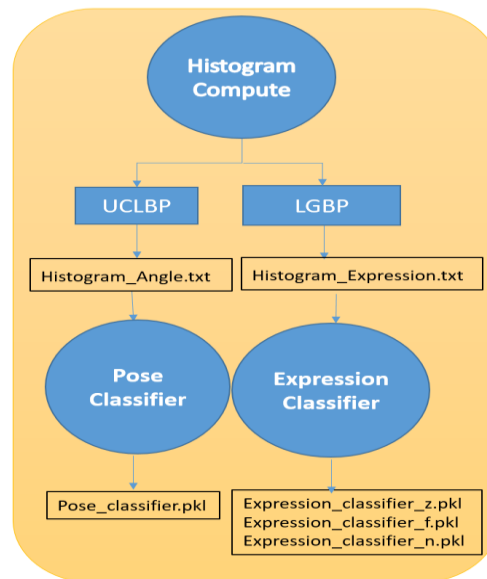 Histogram
Compute
UCLBP
LGBP
Histogram_Angle.txt
Histogram_Expression.txt
Pose
Classifier
Expression
Classifier
Pose_classifier.pkl
Expression_classifier_z.pkl
Expression_classifier_f.pkl
Expression_classifier_n.pkl